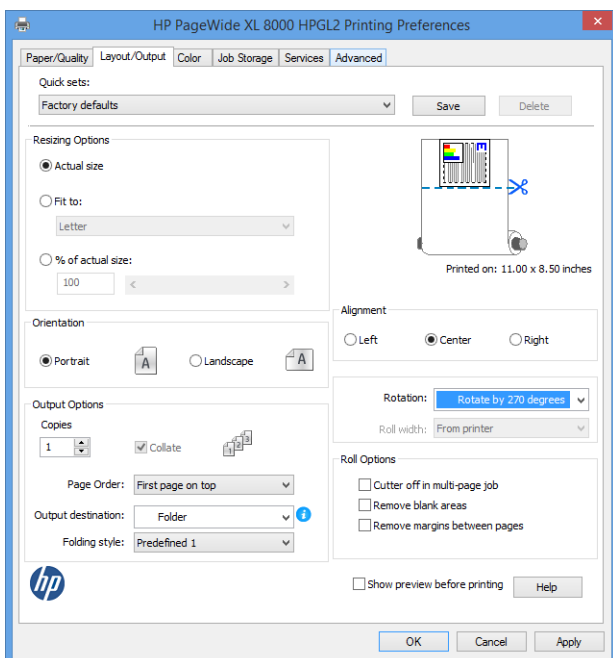 HP PageWide XL 8000 HPGL2 Printing Preferences
Paper/Quality Layout/Output Color Job Storage Services Advanced
Quick sets:
Factory defaults Save Delete
Resizing Options
Actual size
Fit to:
Letter
% of actual size:
100
Printed on: 11.00 x 8.50 inches
Orientation
Portrait A Landscape A
Alignment
Left Center Right
Rotation: Rotate by 270 degrees
Roll width: From printer
Output Options
Copies
1 Collate 1 2 3
Page Order: First page on top
Output destination: Folder i
Folding style: Predefined 1
Roll Options
Cutter off in multi-page job
Remove blank areas
Remove margins between pages
hp
Show preview before printing Help
OK Cancel Apply